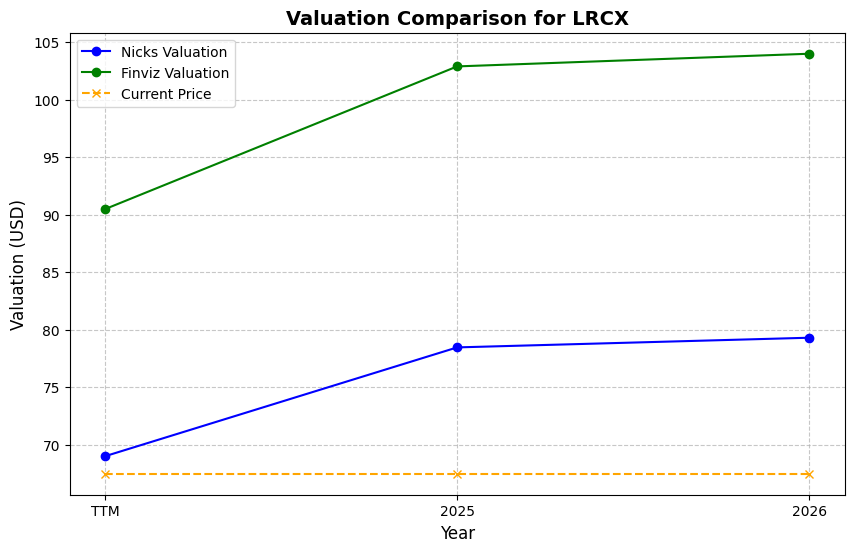 Valuation Comparison for LRCX
Nicks Valuation
Finviz Valuation
Current Price
Valuation (USD)
105
100
95
90
85
80
75
70
TTM
2025
2026
Year